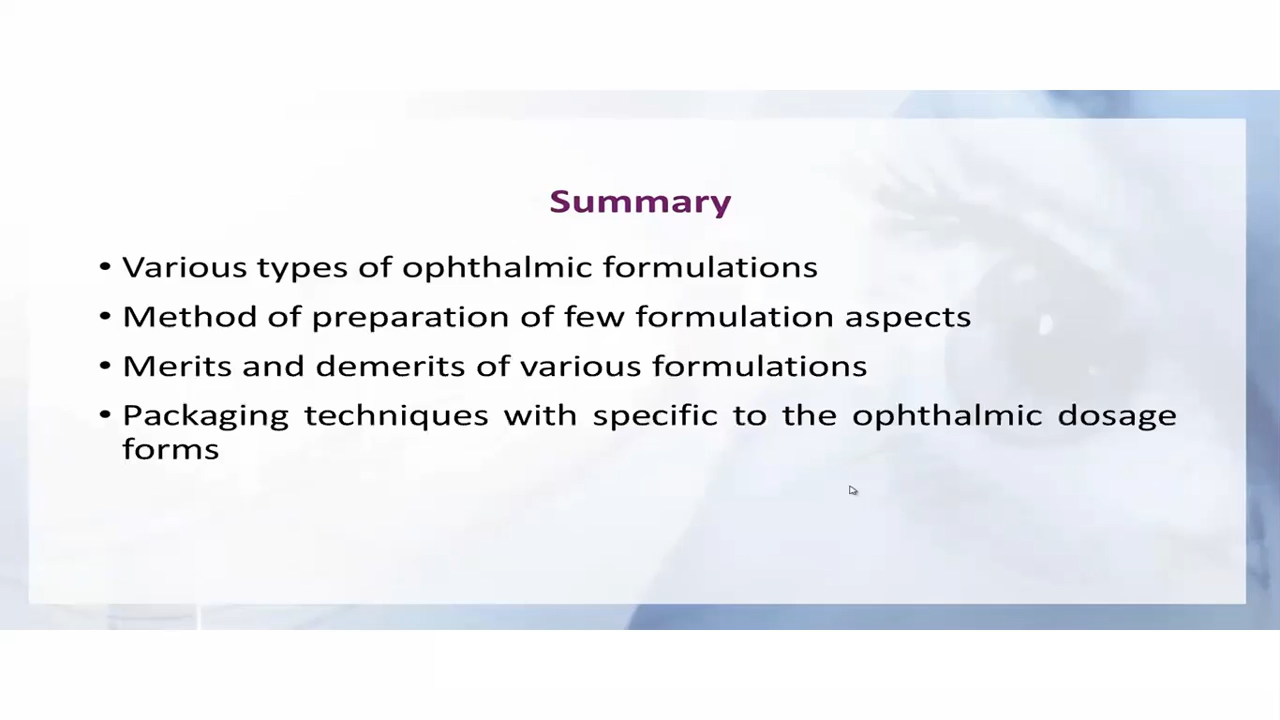 Summary
• Various types of ophthalmic formulations
• Method of preparation of few formulation aspects
• Merits and demerits of various formulations
• Packaging techniques with specific to the ophthalmic dosage
forms